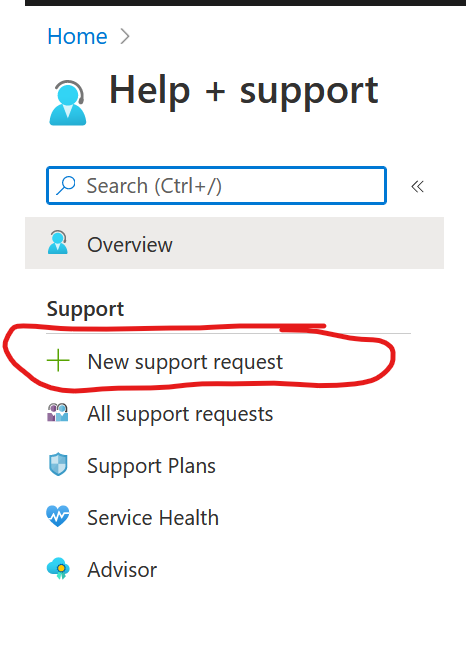 Home
Help + support
Search (Ctrl+/)
Overview
Support
New support request
All support requests
Support Plans
Service Health
Advisor